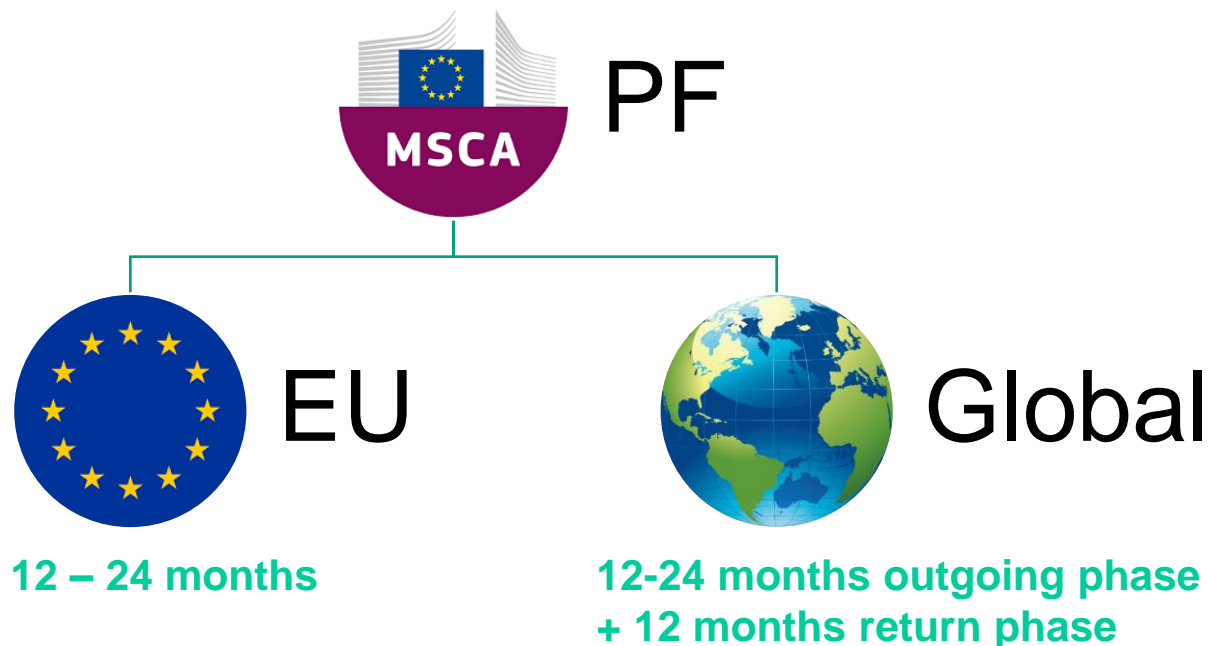 PF
MSCA
EU
Global
12 – 24 months
12-24 months outgoing phase
+ 12 months return phase